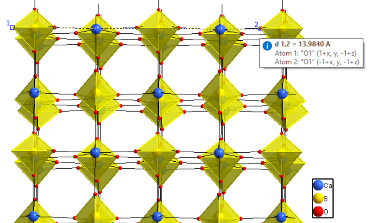 1
2
d 1,2 = 13.9840 A
Atom 1: "O1" (1+x, y, -1+z)
Atom 2: "O1" (-1+x, y, -1+z)
Ca
B
O